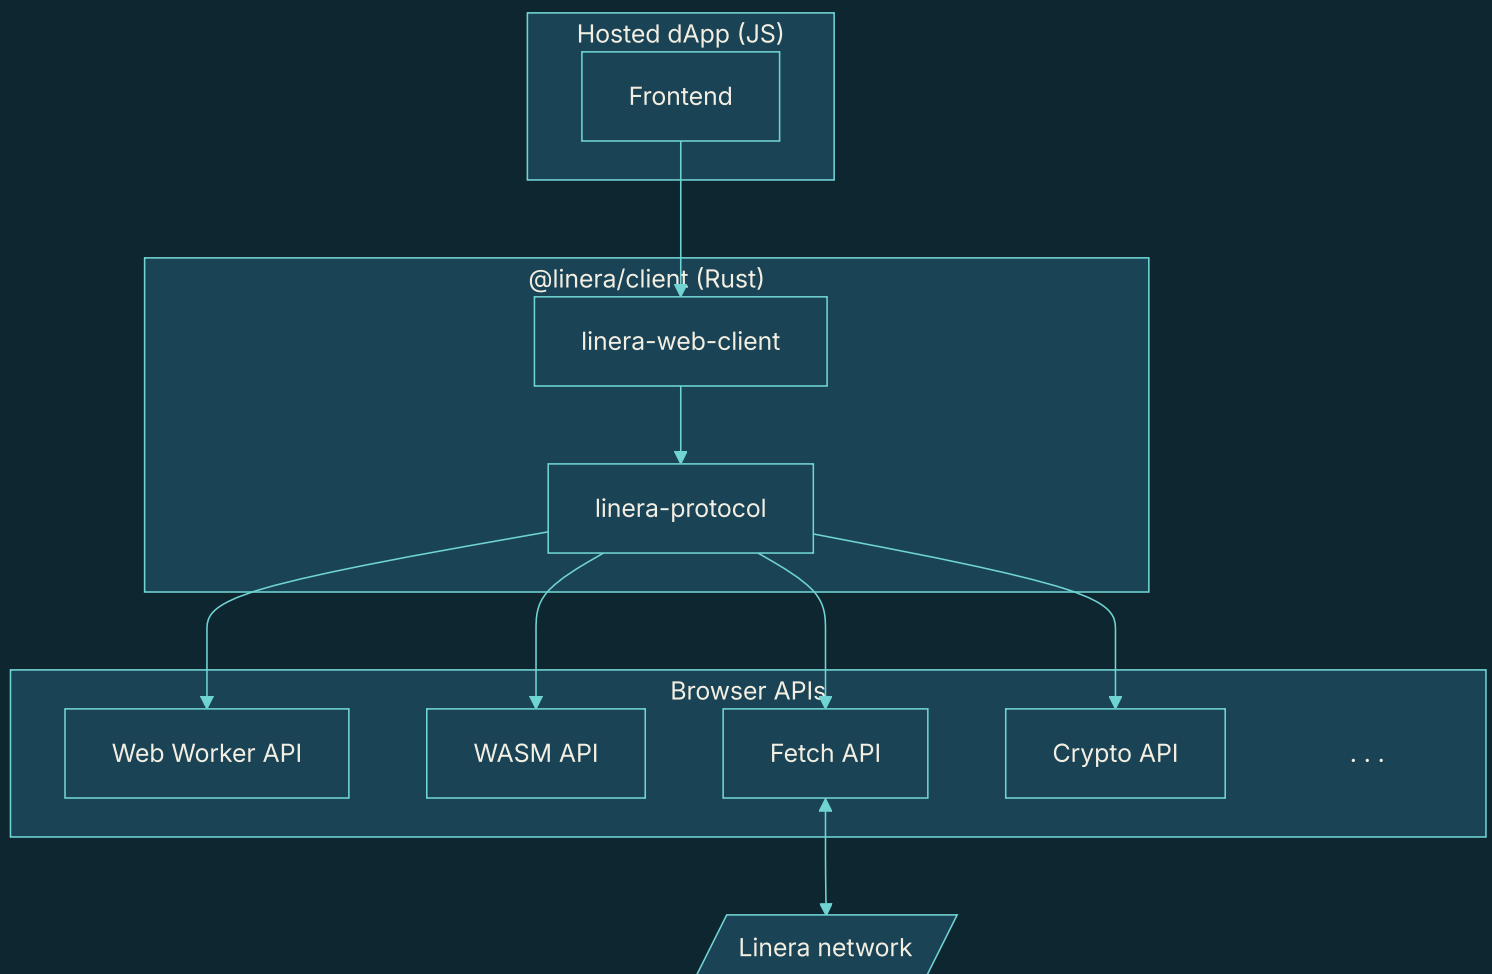 Hosted dApp (JS)
Frontend
@linera/client (Rust)
linera-web-client
linera-protocol
Browser APIs
Web Worker API
WASM API
Fetch API
Crypto API
...
Linera network